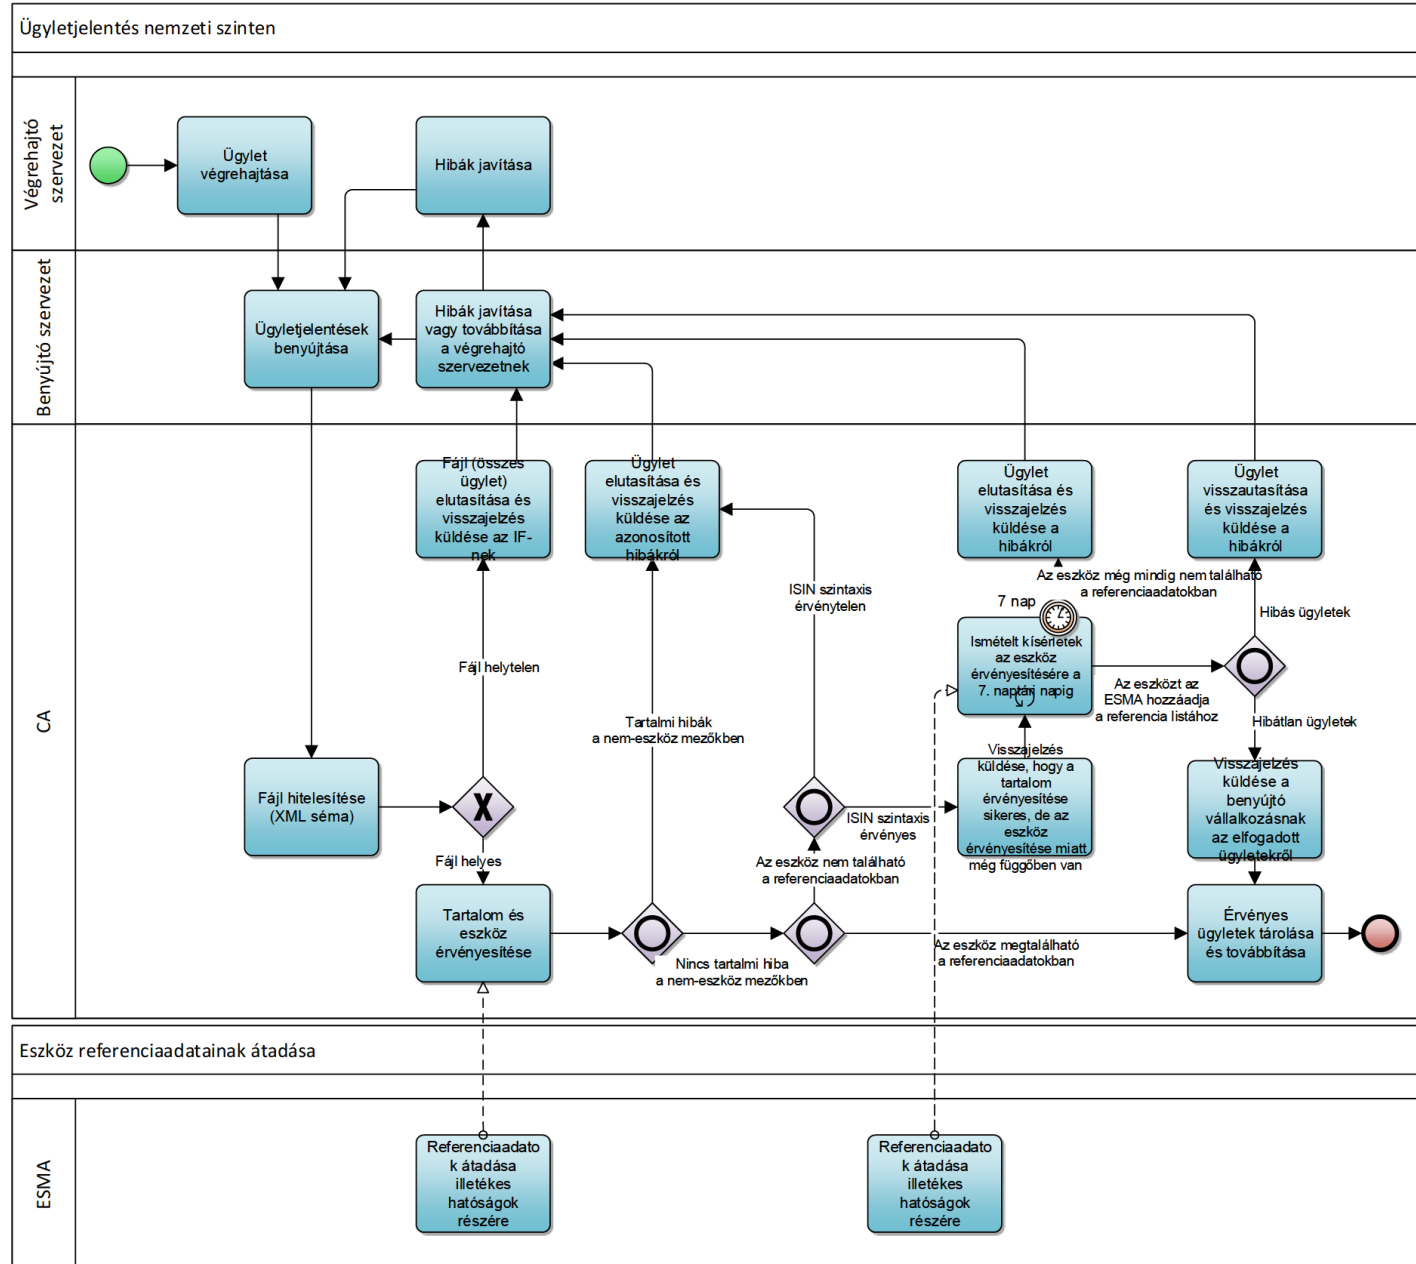 Ügyletjelentés nemzeti szinten
Végrehajtó
szervezet
Ügylet
végrehajtása
Hibák javítása
Benyújtó szervezet
Ügyletjelentések
benyújtása
Hibák javítása
vagy továbbítása
a végrehajtó
szervezetnek
CA
Fájl (összes
ügylet)
elutasítása és
visszajelzés
küldése az IF-
nek
Ügylet
elutasítása és
visszajelzés
küldése az
azonosított
hibákról
Ügylet
elutasítása és
visszajelzés
küldése a
hibákról
Ügylet
visszautasítása
és visszajelzés
küldése a
hibákról
Az eszköz még mindig nem található
a referenciaadatokban
ISIN szintaxis
érvénytelen
7 nap
Hibás ügyletek
Ismételt kísérletek
az eszköz
érvényesítésére a
7. naptári napig
Fájl helytelen
Az eszközt az
ESMA hozzáadja
a referencia listához
Tartalmi hibák
a nem-eszköz mezőkben
Hibátlan ügyletek
Visszajelzés
küldése, hogy a
tartalom
érvényesítése
sikeres, de az
eszköz
érvényesítése miatt
még függőben van
Visszajelzés
küldése a
benyújtó
vállalkozásnak
az elfogadott
ügyletekről
Fájl hitelesítése
(XML séma)
X
ISIN szintaxis
érvényes
Fájl helyes
Az eszköz nem található
a referenciaadatokban
Tartalom és
eszköz
érvényesítése
Nincs tartalmi hiba
a nem-eszköz mezőkben
Az eszköz megtalálható
a referenciaadatokban
Érvényes
ügyletek tárolása
és továbbítása
Eszköz referenciaadatainak átadása
ESMA
Referenciaadato
k átadása
illetékes
hatóságok
részére
Referenciaadato
k átadása
illetékes
hatóságok
részére